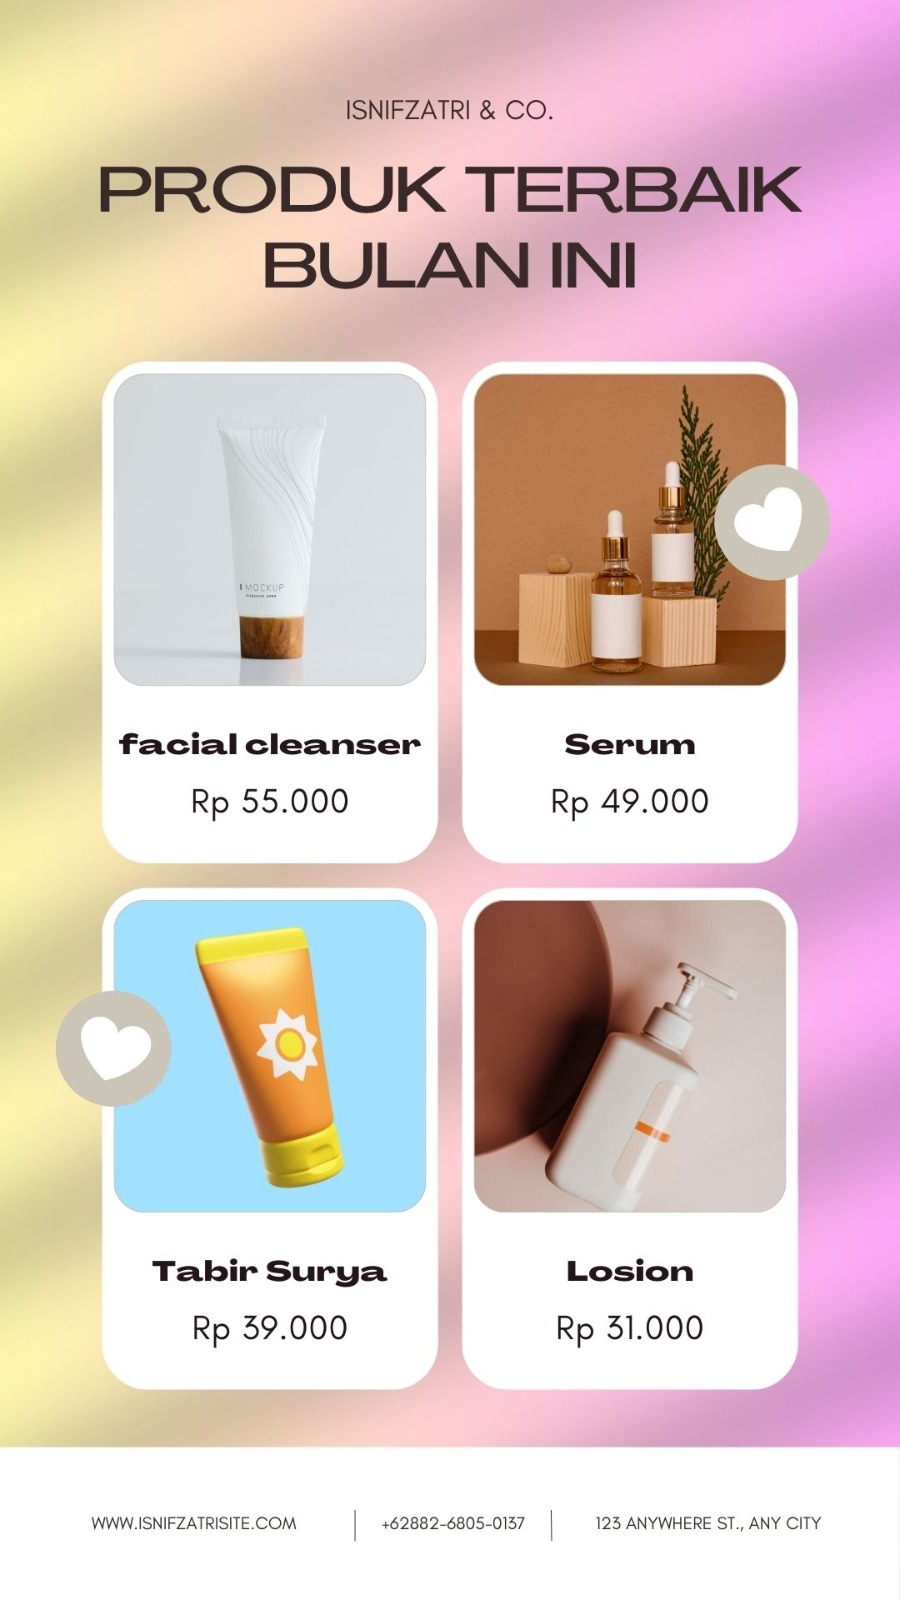 ISNIFZATRI & CO.
PRODUK TERBAIK
BULAN INI
MOCKUP
facial cleanser
Rp 55.000
Serum
Rp 49.000
Tabir Surya
Rp 39.000
Losion
Rp 31.000
WWW.ISNIFZATRISITE.COM
+62882-6805-0137
123 ANYWHERE ST., ANY CITY